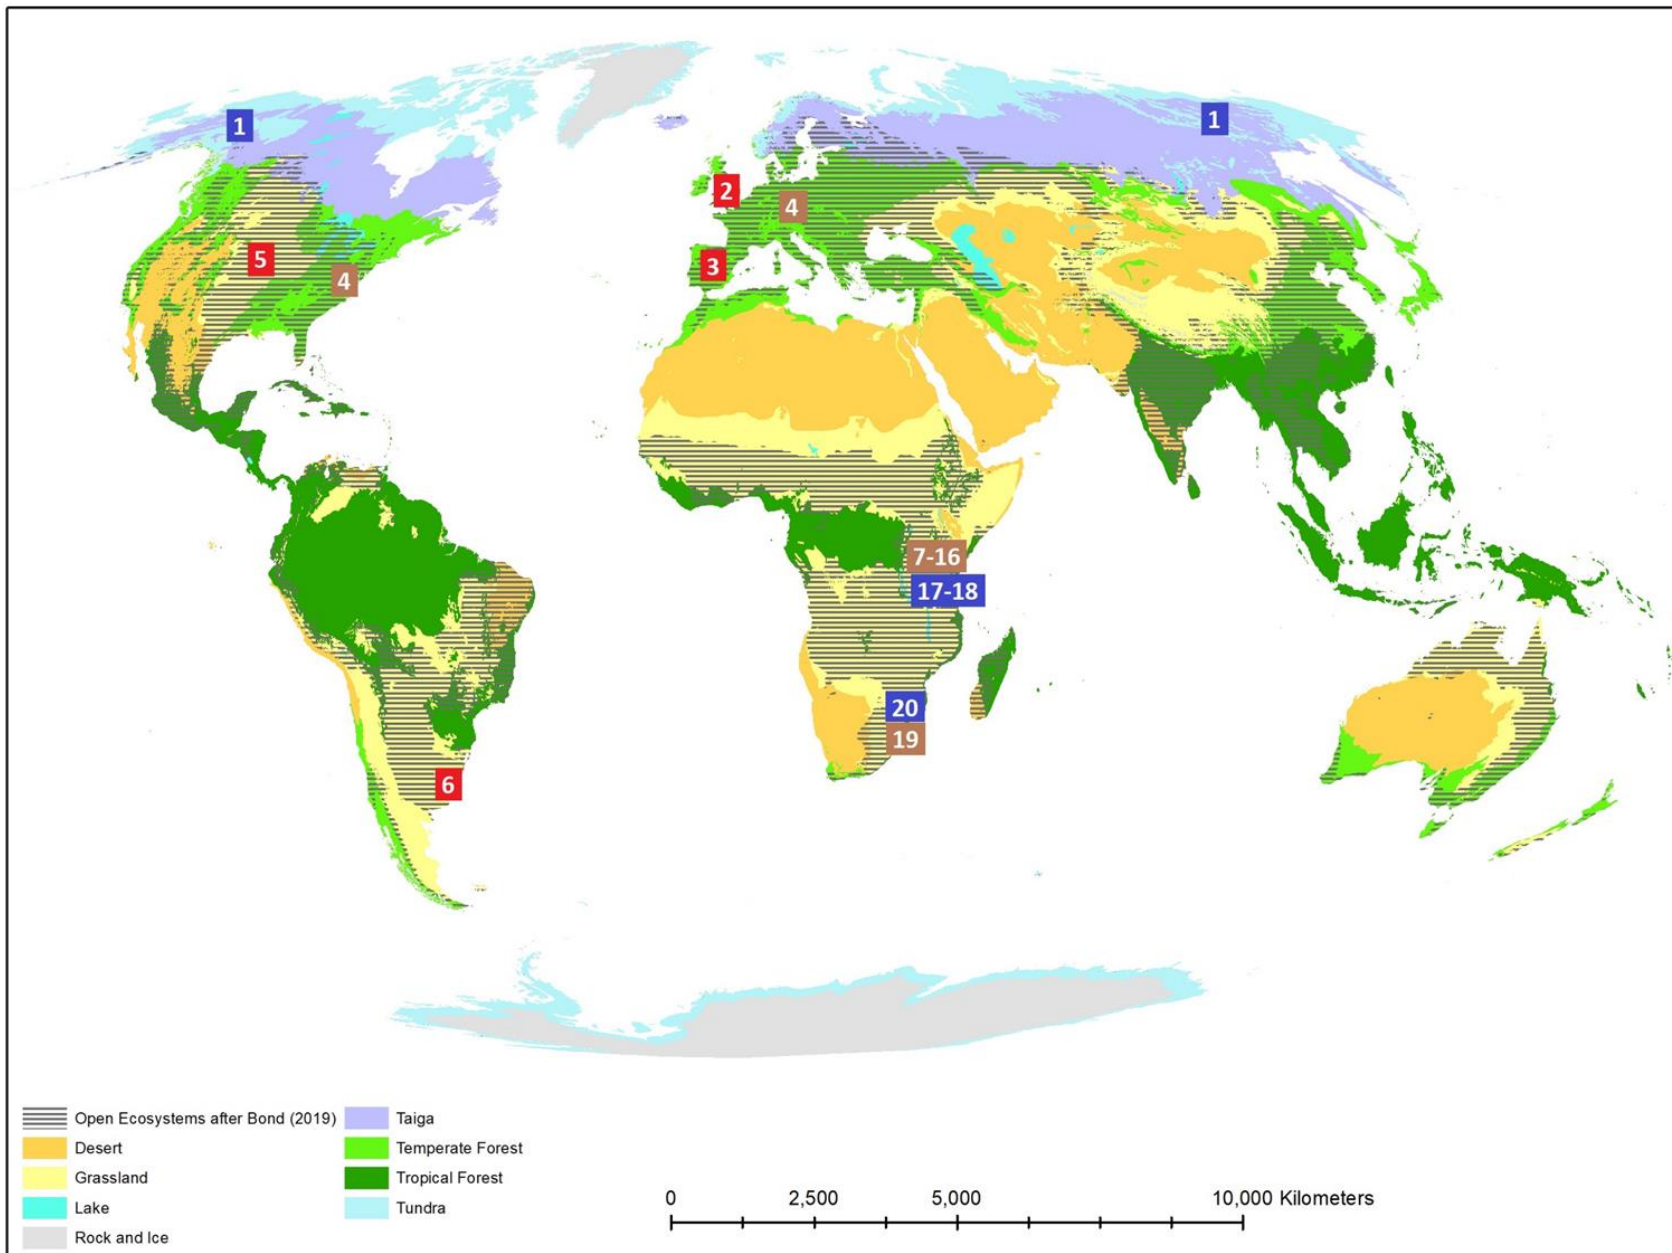 1
1
2
4
3
5
4
7-16
17-18
20
19
6
Open Ecosystems after Bond (2019)
Desert
Grassland
Lake
Rock and Ice
Taiga
Temperate Forest
Tropical Forest
Tundra
0 2,500 5,000 10,000 Kilometers